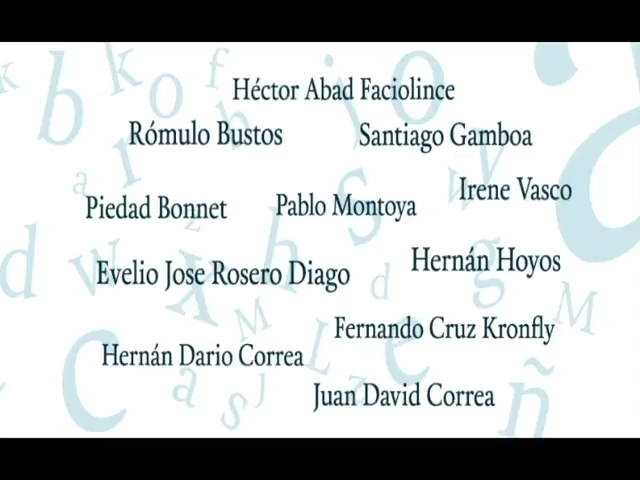 Héctor Abad Faciolince
Rómulo Bustos
Santiago Gamboa
Irene Vasco
Piedad Bonnet
Pablo Montoya
Hernán Hoyos
Evelio Jose Rosero Diago
Fernando Cruz Kronfly
Hernán Dario Correa
Juan David Correa